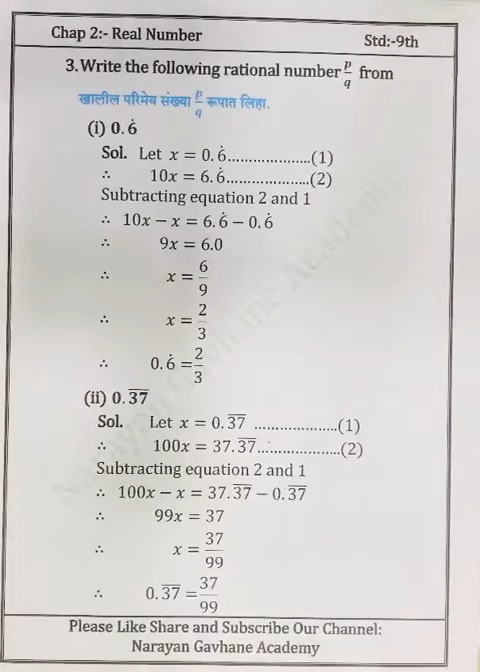 Chap 2:- Real Number Std:-9th
3.Write the following rational number p/q from
खालील परिमेय संख्या p/q रूपात लिहा.
(i) 0.6̇
Sol. Let x = 0.6̇.....................(1)
∴ 10x = 6.6̇.....................(2)
Subtracting equation 2 and 1
∴ 10x − x = 6.6̇ − 0.6̇
∴ 9x = 6.0
∴ x = 6/9
∴ x = 2/3
∴ 0.6̇ = 2/3
(ii) 0.3̅7̅
Sol. Let x = 0.3̅7̅ .....................(1)
∴ 100x = 37.3̅7̅.....................(2)
Subtracting equation 2 and 1
∴ 100x − x = 37.3̅7̅ − 0.3̅7̅
∴ 99x = 37
∴ x = 37/99
∴ 0.3̅7̅ = 37/99
Please Like Share and Subscribe Our Channel:
Narayan Gavhane Academy
Narayan Gavhane Academy